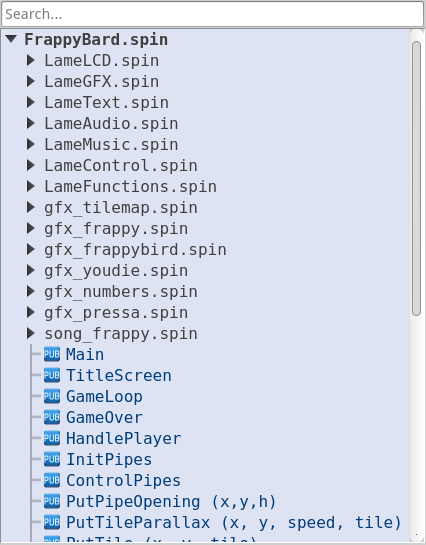 Search...
FrappyBard.spin
LameLCD.spin
LameGFX.spin
LameText.spin
LameAudio.spin
LameMusic.spin
LameControl.spin
LameFunctions.spin
gfx_tilemap.spin
gfx_frappy.spin
gfx_frappybird.spin
gfx_youdie.spin
gfx_numbers.spin
gfx_pressa.spin
song_frappy.spin
PUB Main
PUB TitleScreen
PUB GameLoop
PUB GameOver
PUB HandlePlayer
PUB InitPipes
PUB ControlPipes
PUB PutPipeOpening (x,y,h)
PUB PutTileParallax (x, y, speed, tile)
PUB PutTile (x, y, tile)